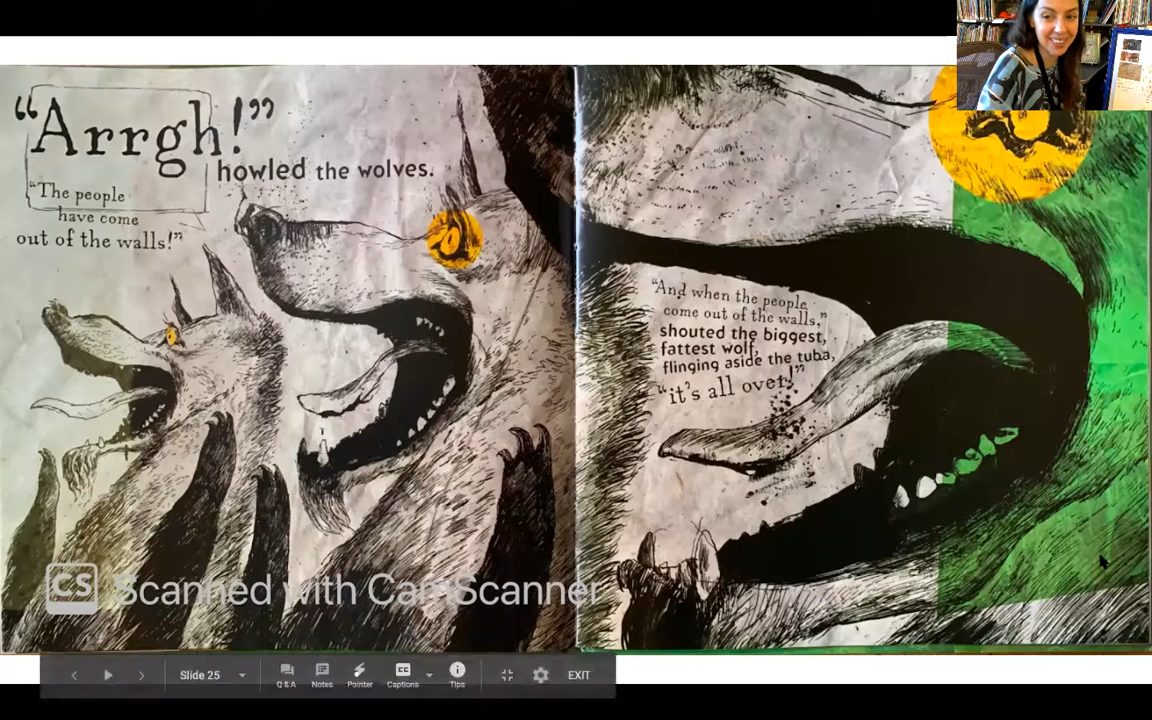 “Arrgh!”
howled the wolves.
“The people
have come
out of the walls!”
“And when the people
come out of the walls,”
shouted the biggest,
fattest wolf,
flinging aside the tuba,
“it's all over!”
CS Scanned with CamScanner
Slide 25
Q & A
Notes
Pointer
CC
Captions
Tips
EXIT